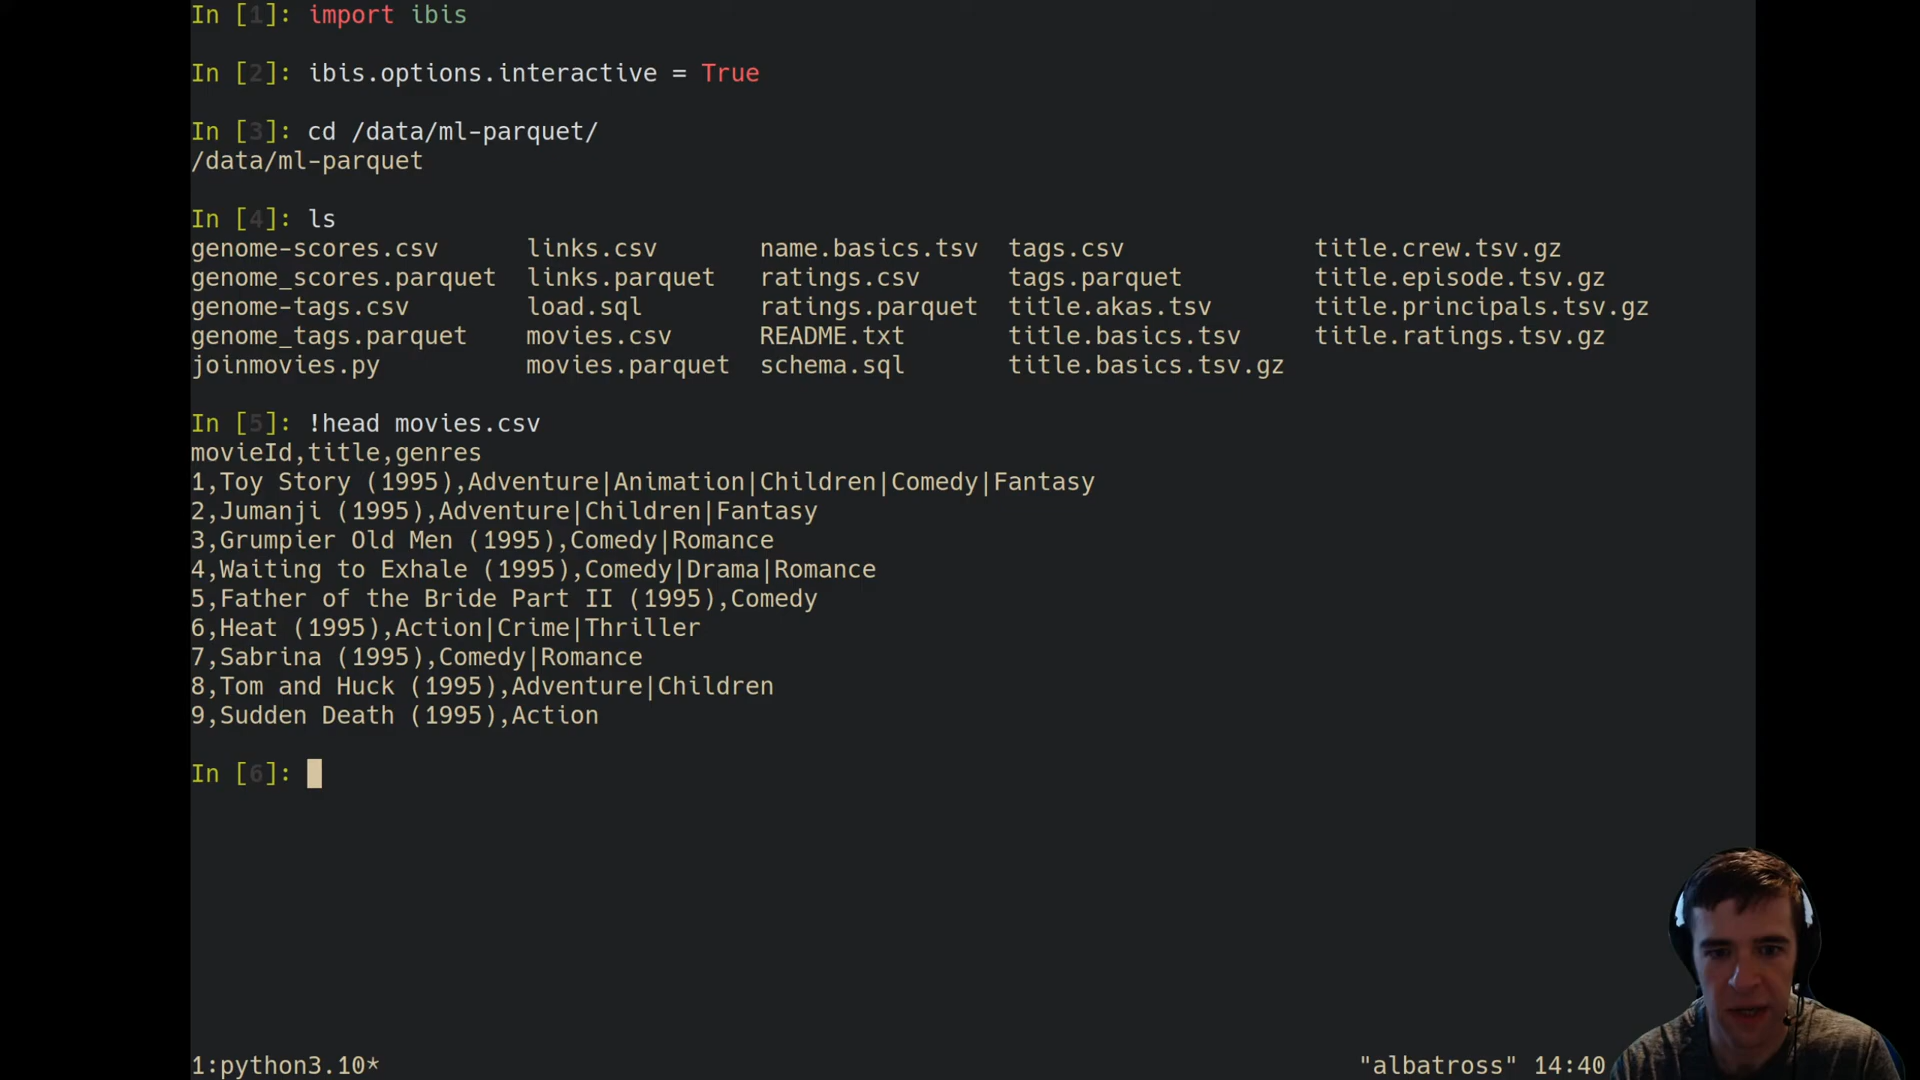 In [1]: import ibis
In [2]: ibis.options.interactive = True
In [3]: cd /data/ml-parquet/
/data/ml-parquet
In [4]: ls
genome-scores.csv links.csv name.basics.tsv tags.csv title.crew.tsv.gz
genome_scores.parquet links.parquet ratings.csv tags.parquet title.episode.tsv.gz
genome-tags.csv load.sql ratings.parquet title.akas.tsv title.principals.tsv.gz
genome_tags.parquet movies.csv README.txt title.basics.tsv title.ratings.tsv.gz
joinmovies.py movies.parquet schema.sql title.basics.tsv.gz
In [5]: !head movies.csv
movieId,title,genres
1,Toy Story (1995),Adventure|Animation|Children|Comedy|Fantasy
2,Jumanji (1995),Adventure|Children|Fantasy
3,Grumpier Old Men (1995),Comedy|Romance
4,Waiting to Exhale (1995),Comedy|Drama|Romance
5,Father of the Bride Part II (1995),Comedy
6,Heat (1995),Action|Crime|Thriller
7,Sabrina (1995),Comedy|Romance
8,Tom and Huck (1995),Adventure|Children
9,Sudden Death (1995),Action
In [6]:
1:python3.10* "albatross" 14:40